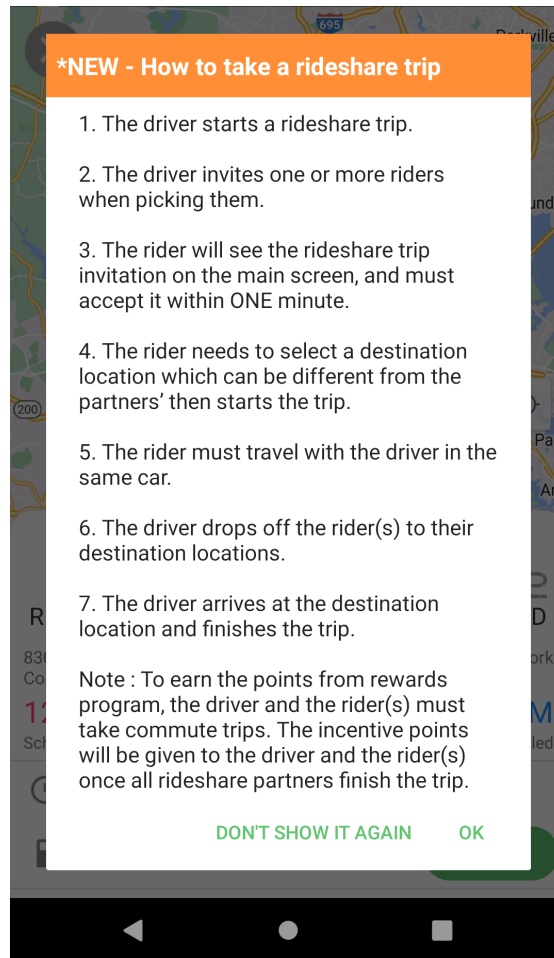 695
Parkville
*NEW - How to take a rideshare trip
1. The driver starts a rideshare trip.
2. The driver invites one or more riders
when picking them.
3. The rider will see the rideshare trip
invitation on the main screen, and must
accept it within ONE minute.
4. The rider needs to select a destination
location which can be different from the
partners’ then starts the trip.
200
5. The rider must travel with the driver in the
same car.
6. The driver drops off the rider(s) to their
destination locations.
7. The driver arrives at the destination
location and finishes the trip.
Note : To earn the points from rewards
program, the driver and the rider(s) must
take commute trips. The incentive points
will be given to the driver and the rider(s)
once all rideshare partners finish the trip.
DON'T SHOW IT AGAIN OK